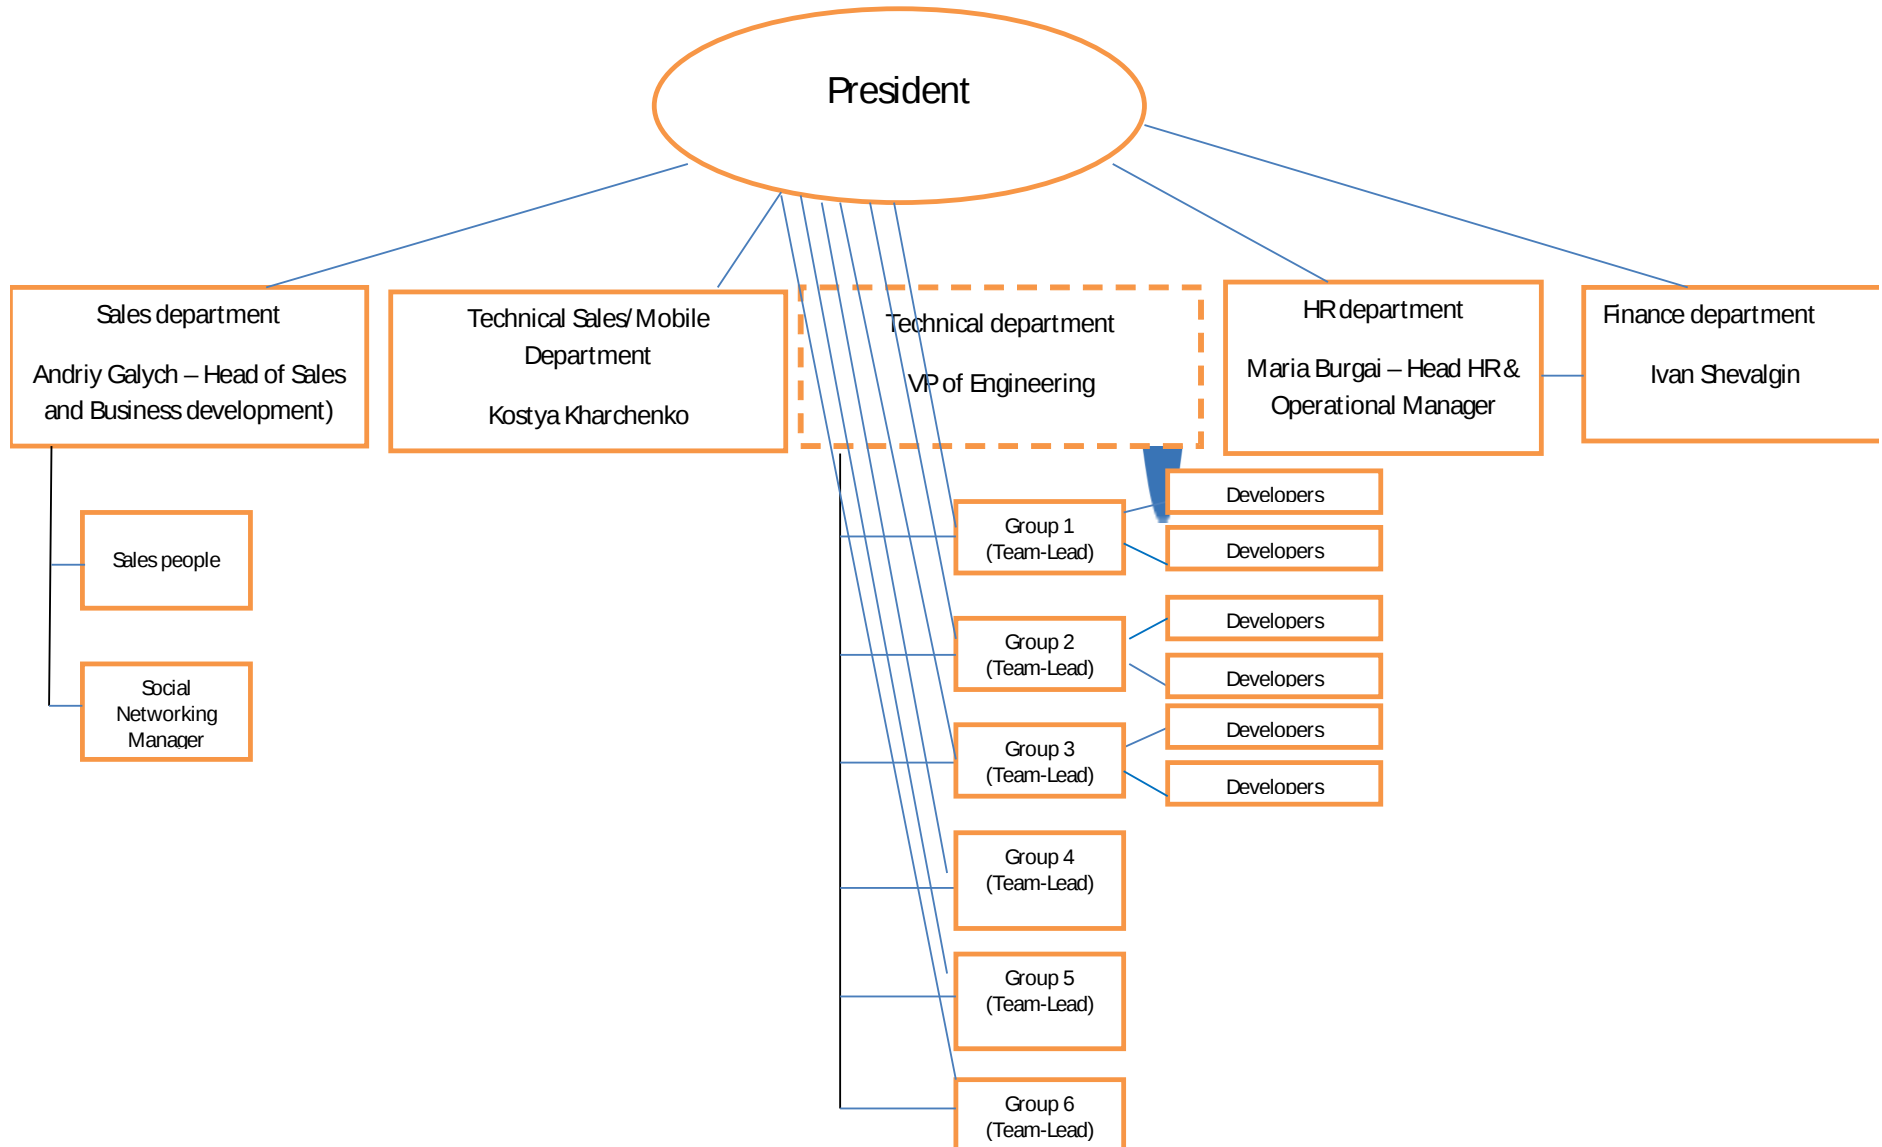 President
Sales department
Andriy Galych – Head of Sales
and Business development)
Technical Sales/ Mobile
Department
Kostya Kharchenko
Technical department
VP of Engineering
HR department
Maria Burgai – Head HR &
Operational Manager
Finance department
Ivan Shevalgin
Sales people
Social
Networking
Manager
Group 1
(Team-Lead)
Developers
Developers
Group 2
(Team-Lead)
Developers
Developers
Group 3
(Team-Lead)
Developers
Developers
Group 4
(Team-Lead)
Group 5
(Team-Lead)
Group 6
(Team-Lead)